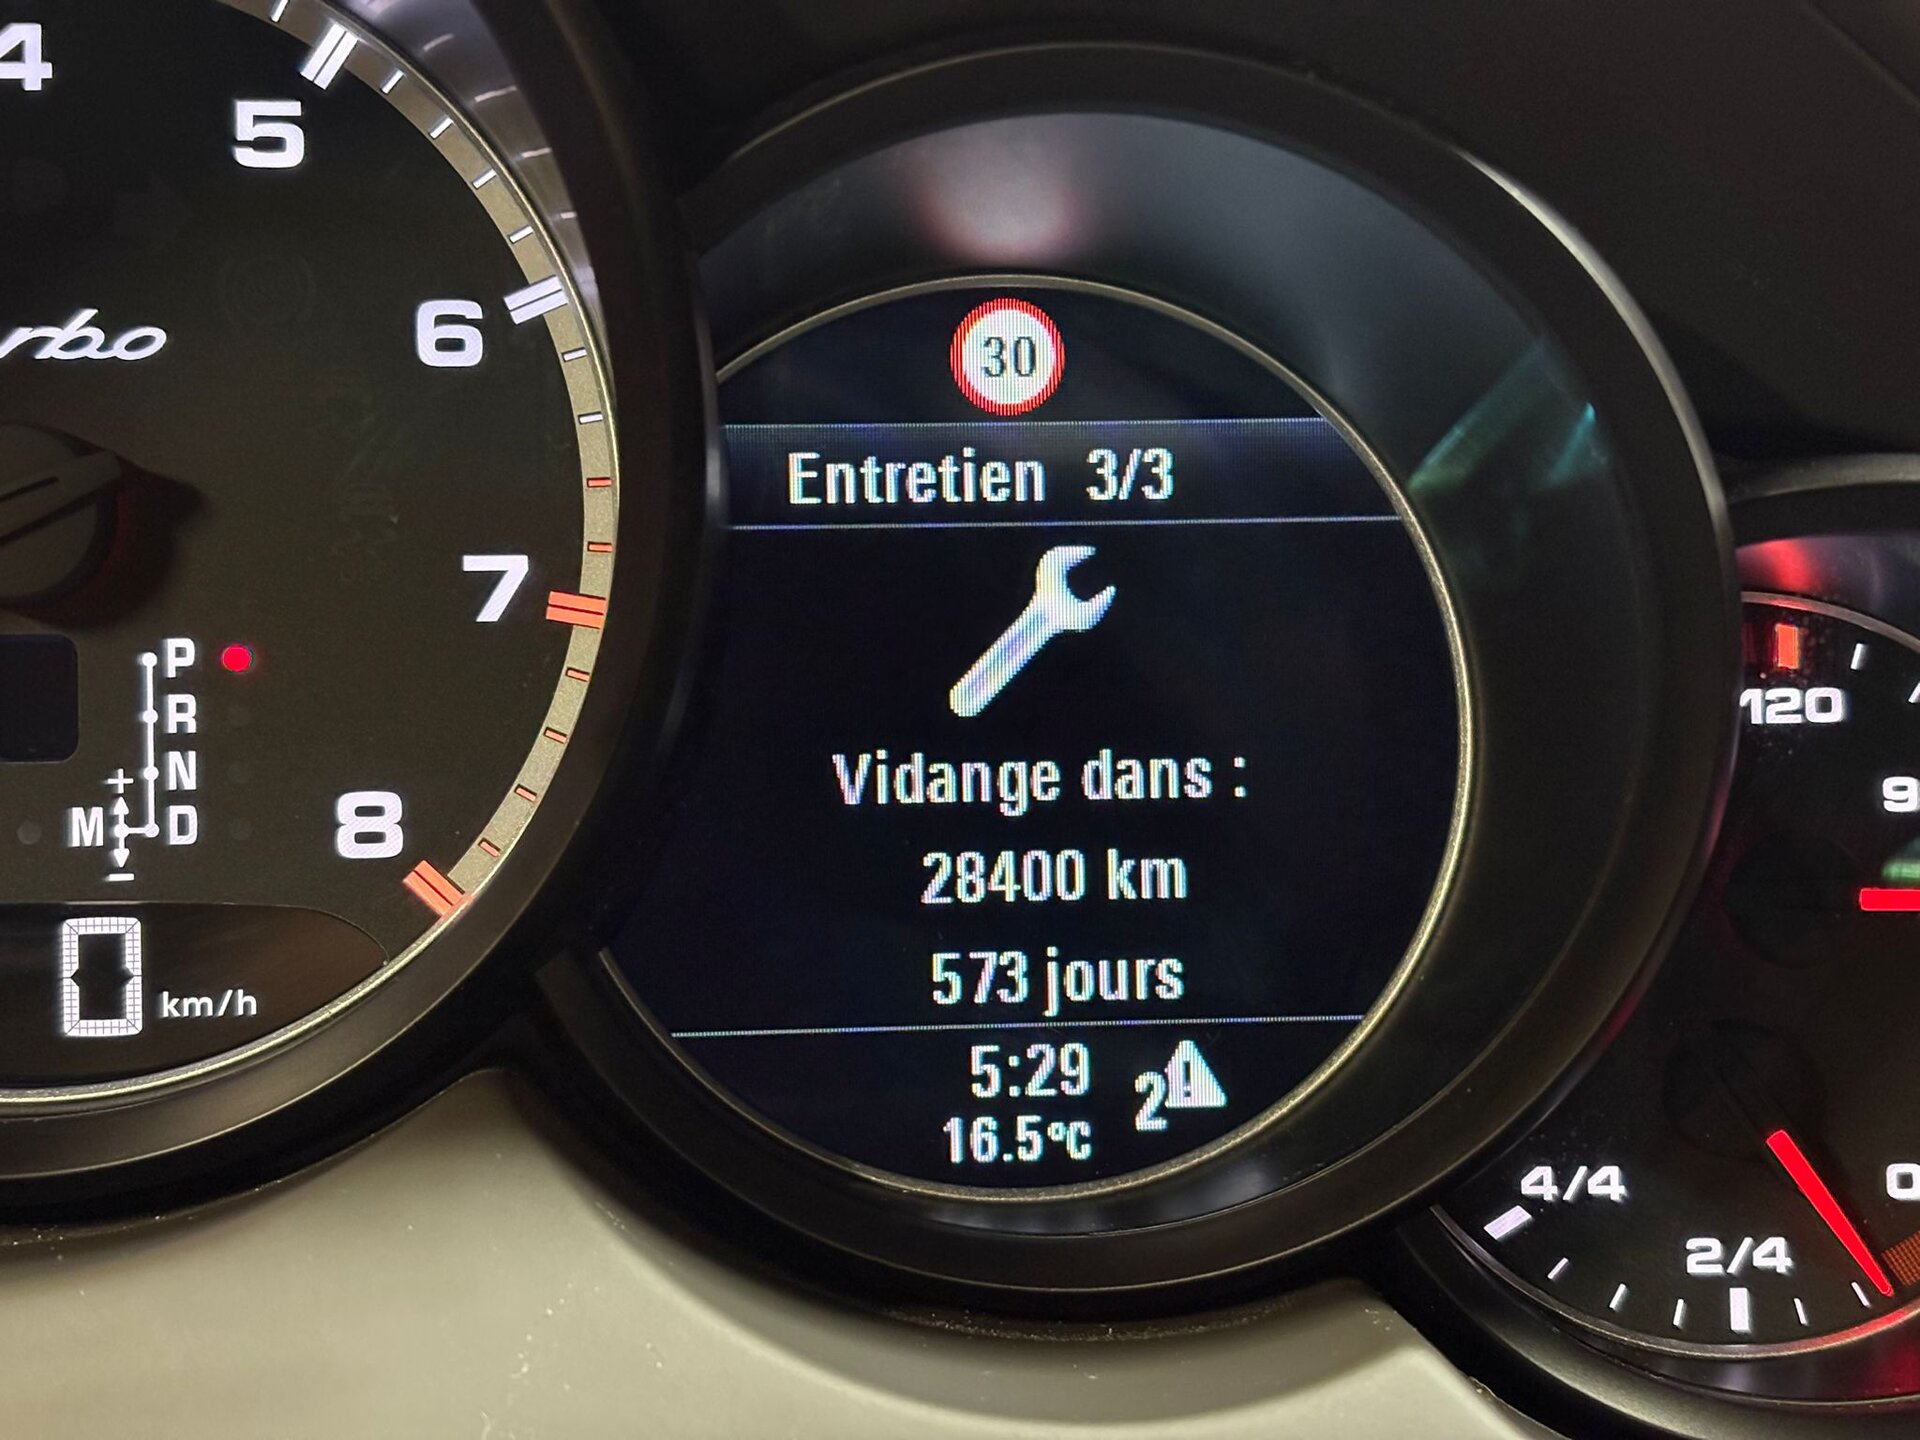 4
5
6
7
8
P
R
N
+
M D
−
0 km/h
30
Entretien 3/3
Vidange dans :
28400 km
573 jours
5:29 2
16.5°C
120
4/4
2/4